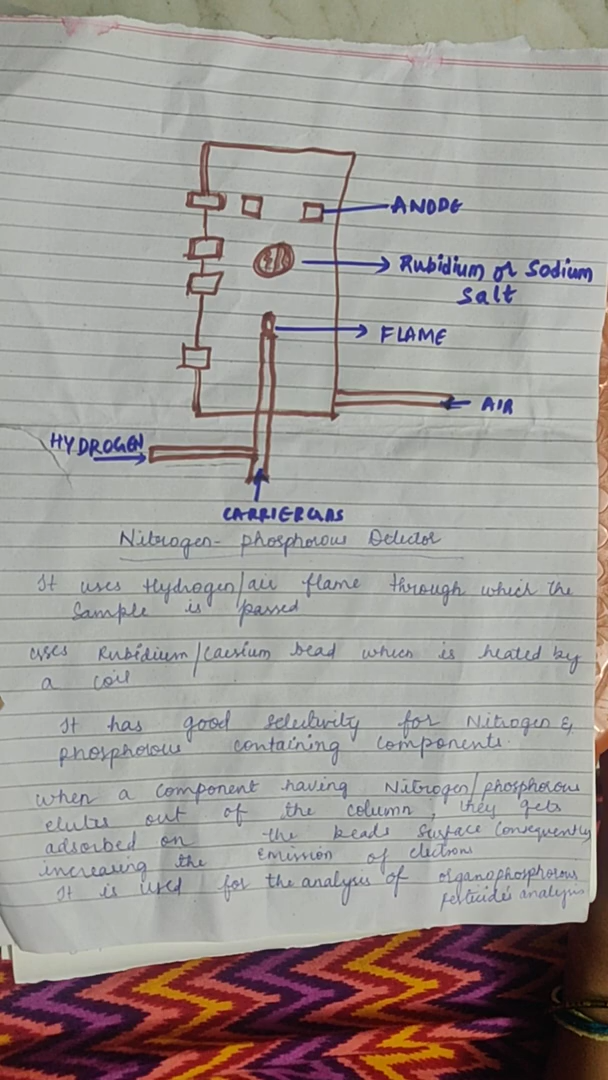 ANODE
Rubidium or Sodium
Salt
FLAME
AIR
HYDROGEN
CARRIER GAS
Nitrogen- phosphorous Detector
It uses Hydrogen/air flame through which the
Sample is passed
uses Rubidium/Caesium bead which is heated by
a coil
It has good selectivity for Nitrogen &
phosphorous containing components.
when a component having Nitrogen/phosphorous
elutes out of the column, they gets
adsorbed on the beads surface consequently
increasing the emission of electrons
It is used for the analysis of organophosphorous
pesticides analysis